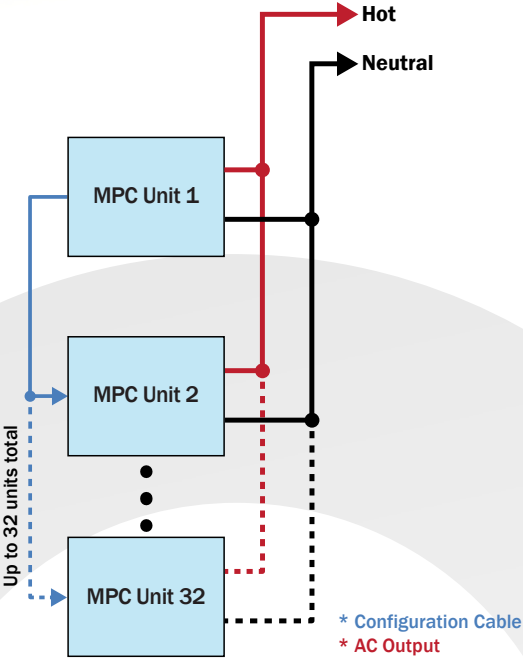 Hot
Neutral
MPC Unit 1
MPC Unit 2
Up to 32 units total
MPC Unit 32
* Configuration Cable
* AC Output